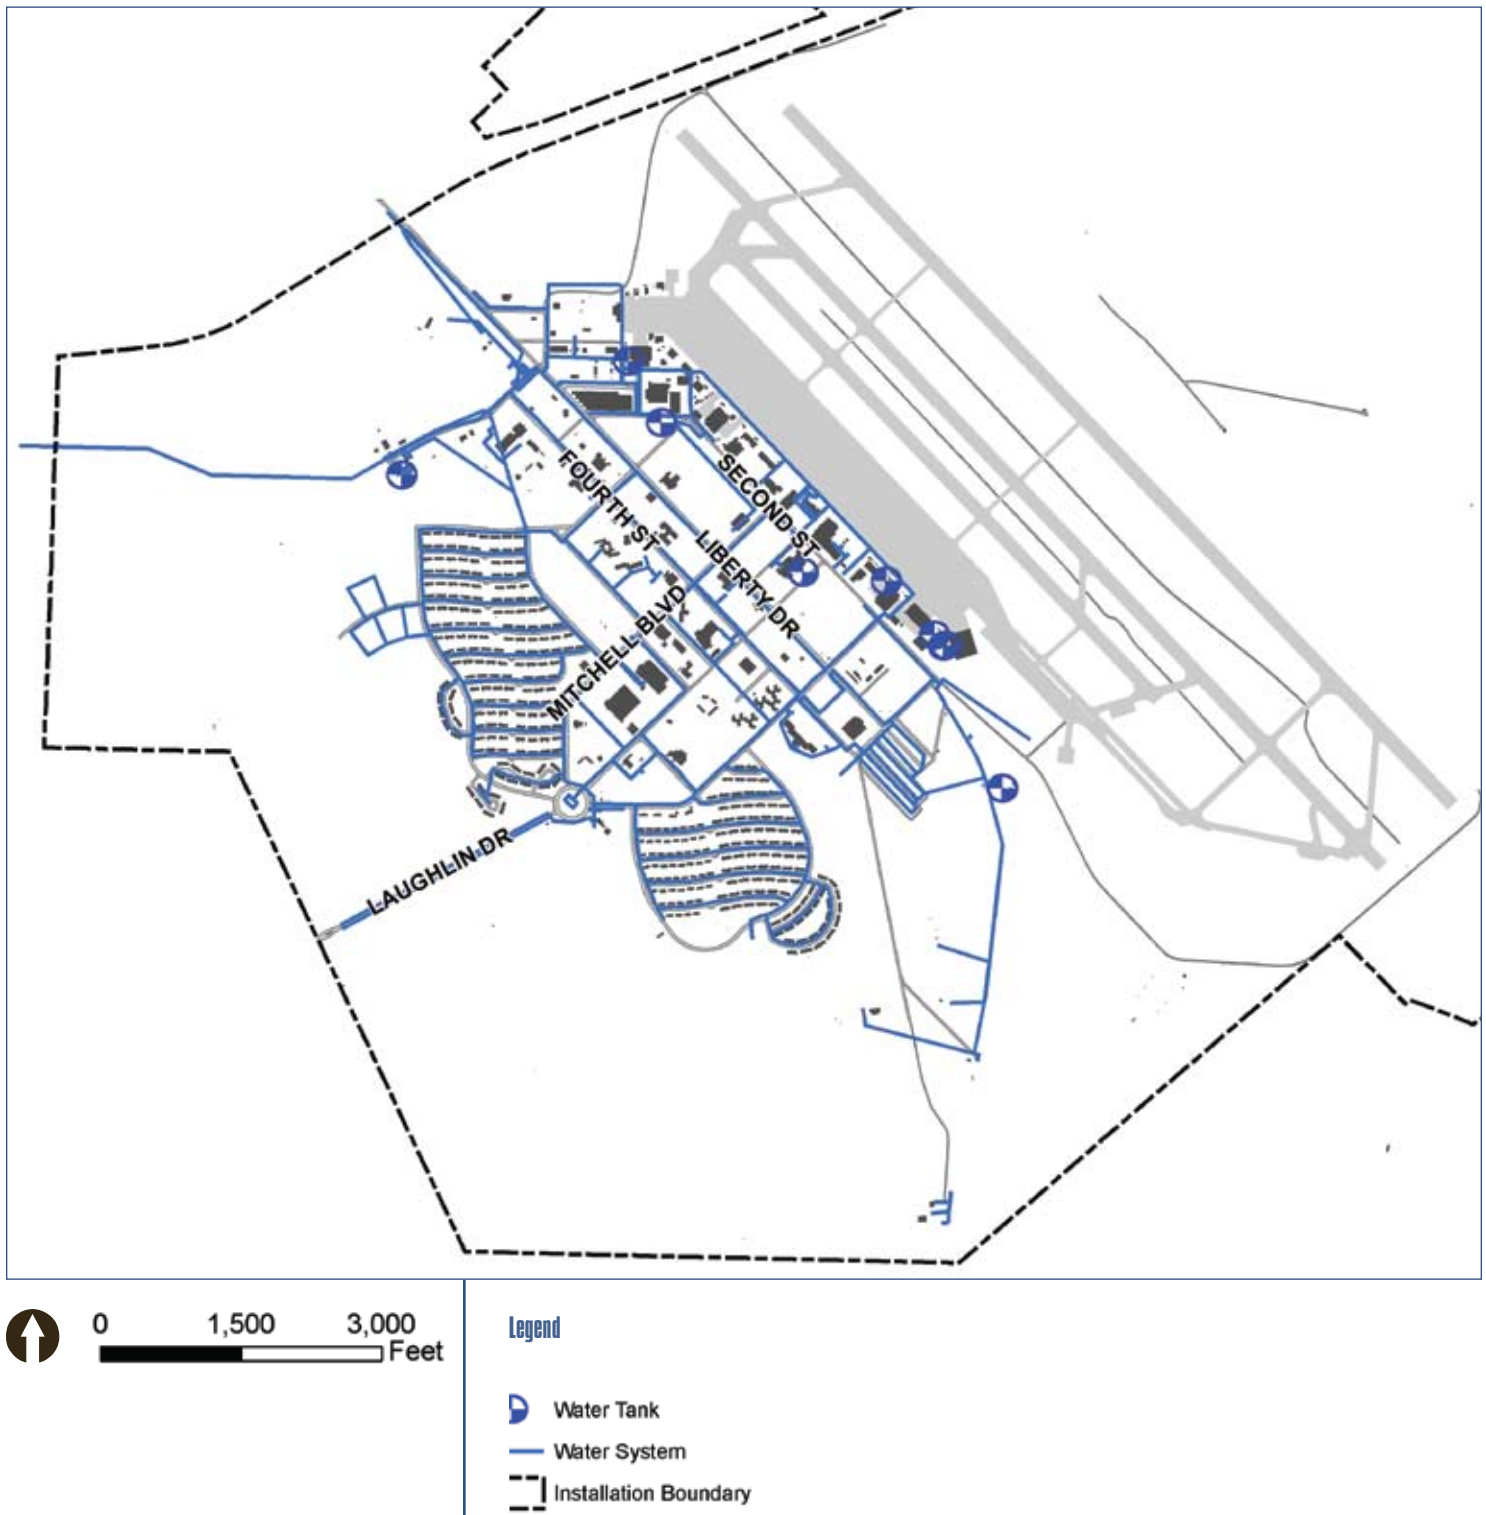 SECOND ST
FOURTH ST
LIBERTY DR
MITCHELL BLVD
LAUGHLIN DR
0 1,500 3,000
Feet
Legend
Water Tank
Water System
Installation Boundary